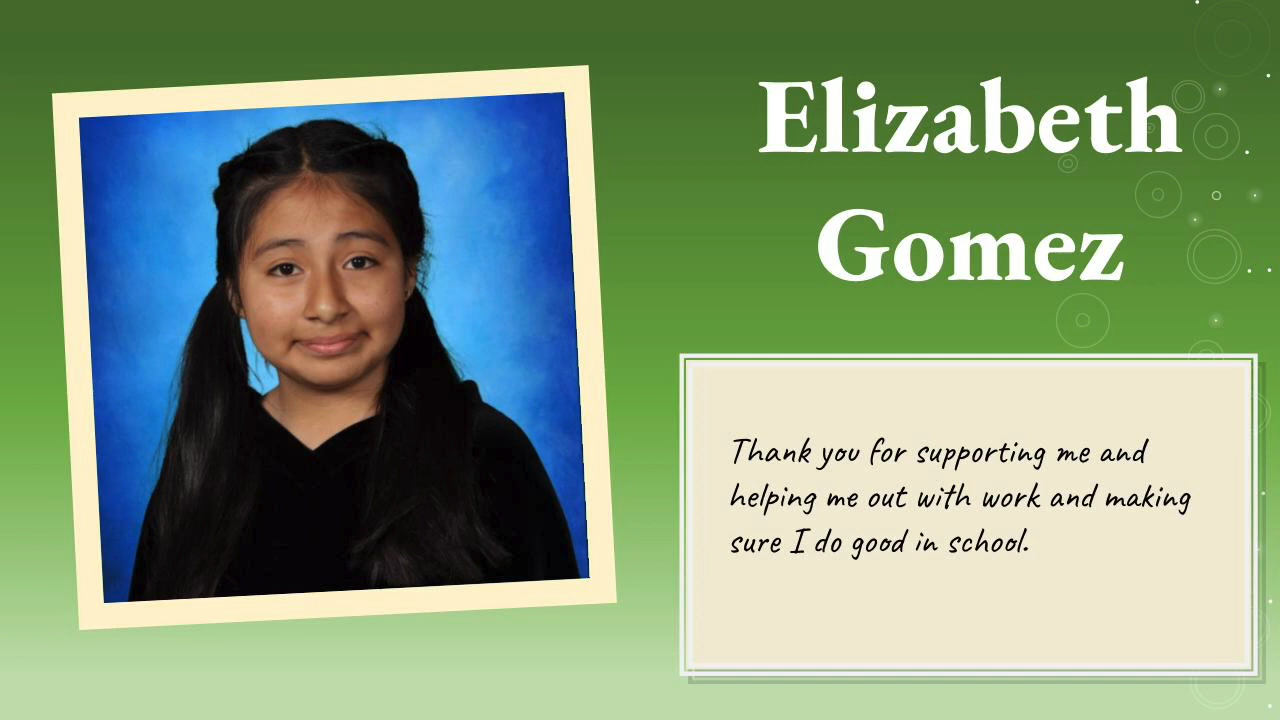 Elizabeth
Gomez
Thank you for supporting me and
helping me out with work and making
sure I do good in school.